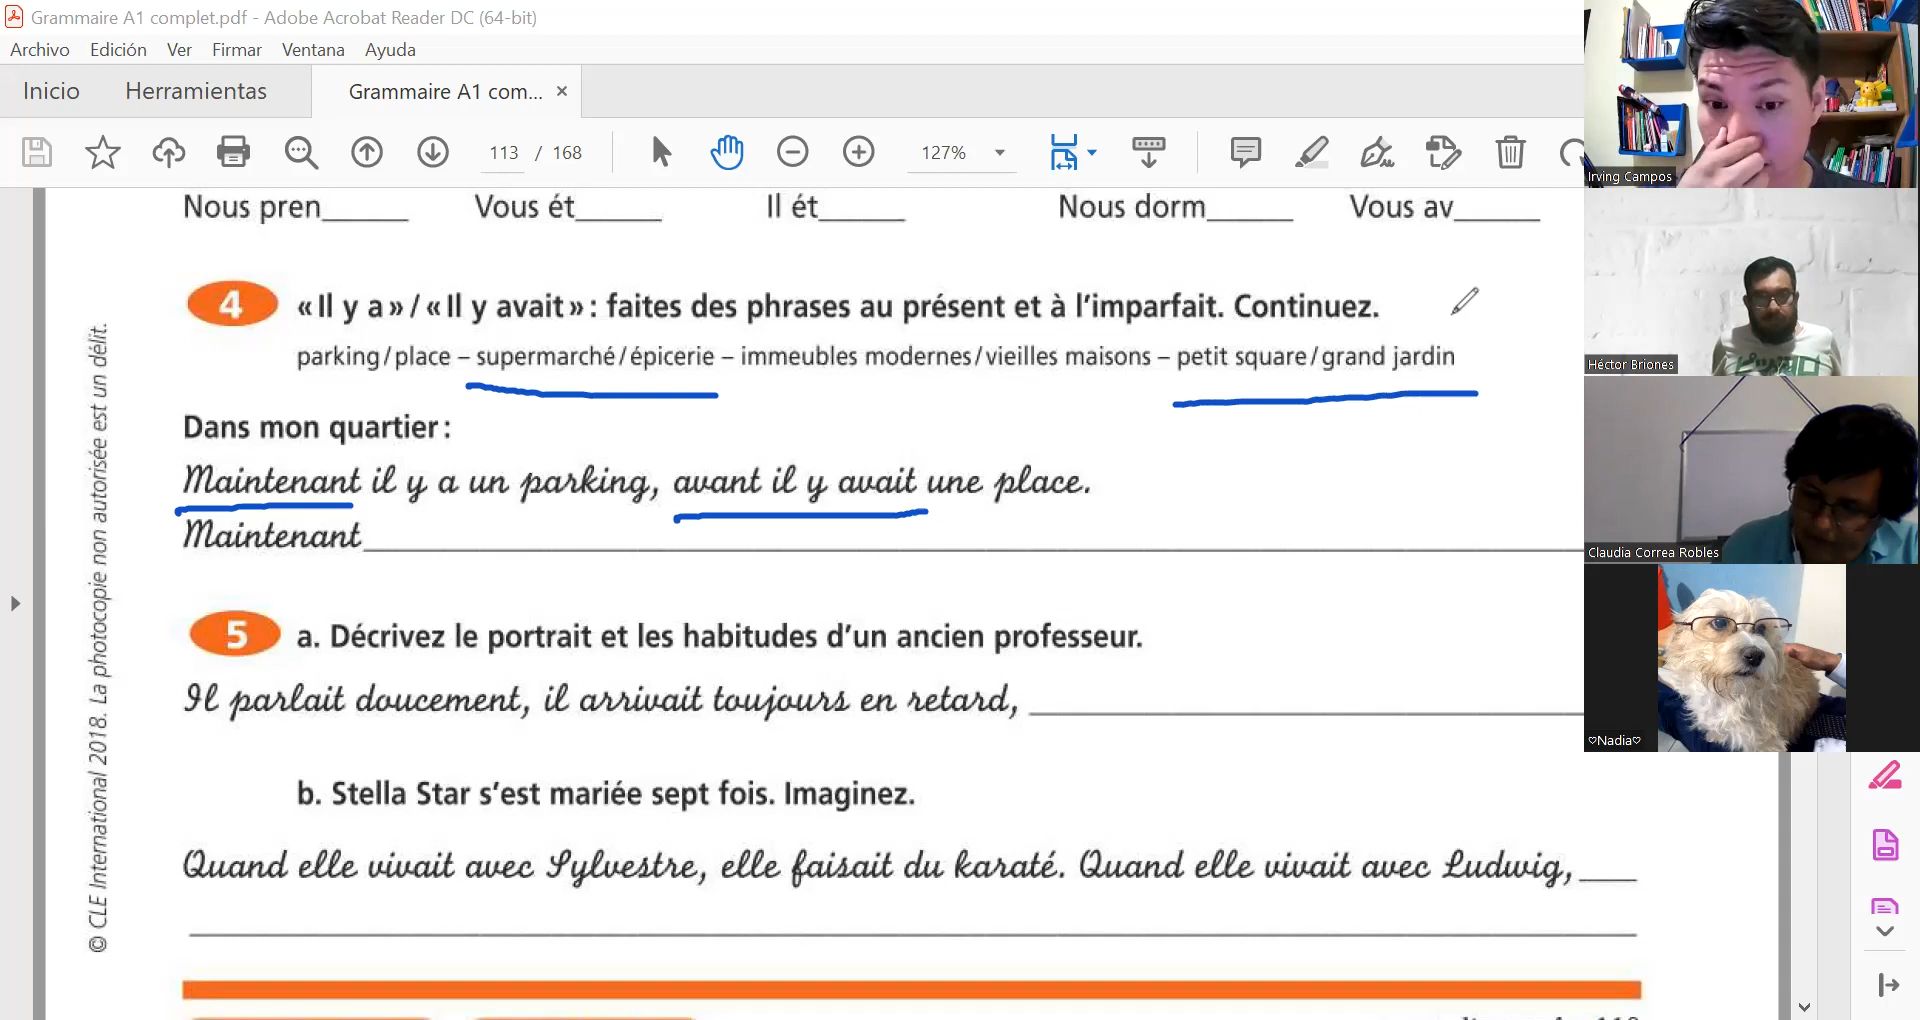 Grammaire A1 complet.pdf - Adobe Acrobat Reader DC (64-bit)
Archivo Edición Ver Firmar Ventana Ayuda
Inicio Herramientas Grammaire A1 com... ×
113 / 168 127%
Nous pren______ Vous ét______ Il ét______ Nous dorm______ Vous av______
4 « Il y a » / « Il y avait » : faites des phrases au présent et à l'imparfait. Continuez.
parking / place – supermarché / épicerie – immeubles modernes / vieilles maisons – petit square / grand jardin
Dans mon quartier :
Maintenant il y a un parking, avant il y avait une place.
Maintenant
5 a. Décrivez le portrait et les habitudes d'un ancien professeur.
Il parlait doucement, il arrivait toujours en retard,
b. Stella Star s'est mariée sept fois. Imaginez.
Quand elle vivait avec Sylvestre, elle faisait du karaté. Quand elle vivait avec Ludwig,
© CLE International 2018. La photocopie non autorisée est un délit.
Irving Campos
Héctor Briones
Claudia Correa Robles
♡Nadia♡